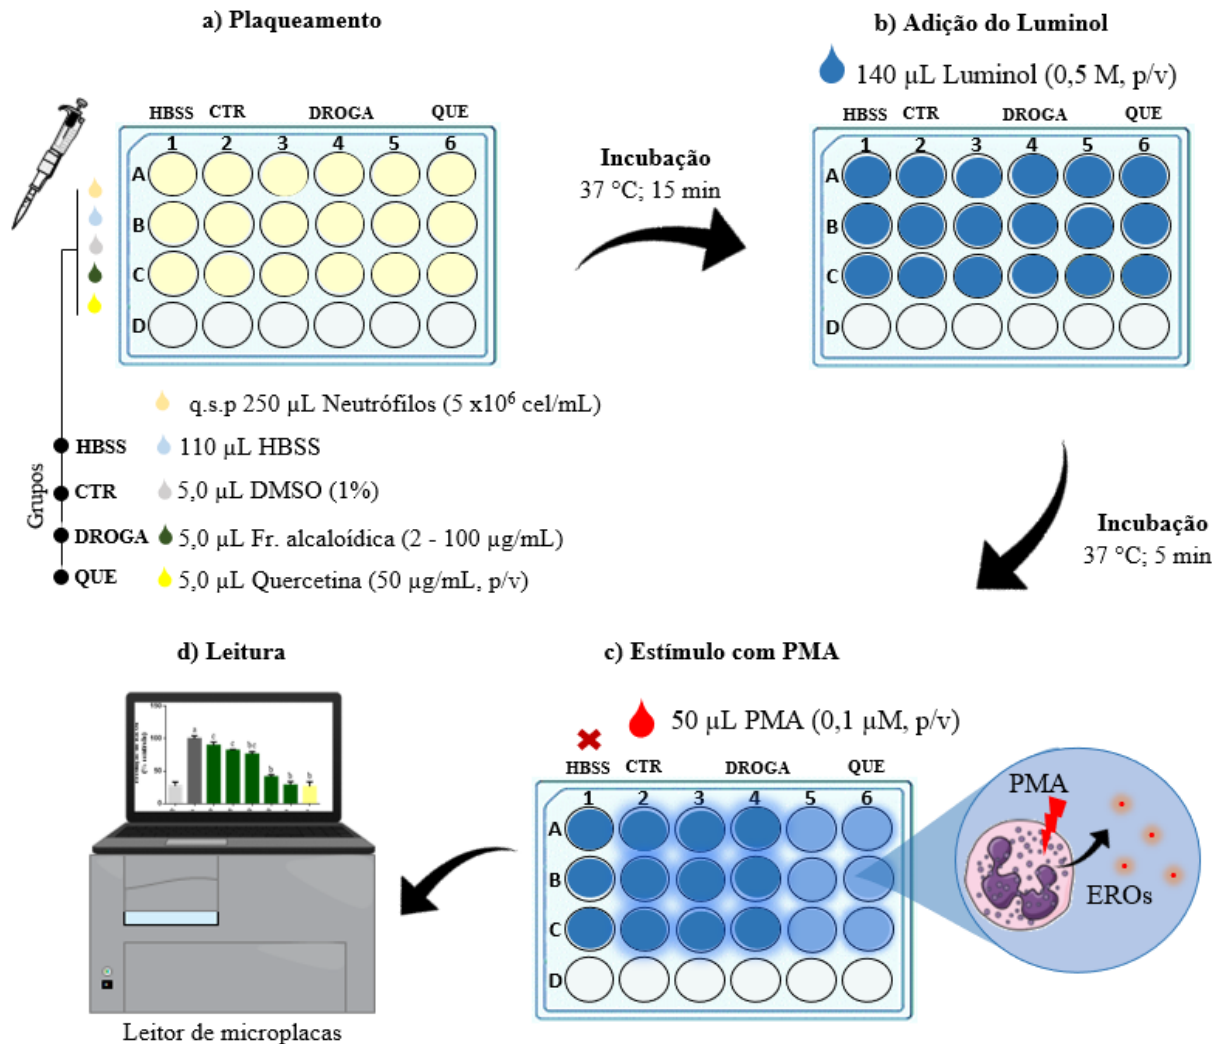 a) Plaqueamento
HBSS CTR DROGA QUE
1 2 3 4 5 6
A
B
C
D
q.s.p 250 µL Neutrófilos (5 x10⁶ cel/mL)
Grupos
HBSS 110 µL HBSS
CTR 5,0 µL DMSO (1%)
DROGA 5,0 µL Fr. alcaloídica (2 - 100 µg/mL)
QUE 5,0 µL Quercetina (50 µg/mL, p/v)
Incubação
37 °C; 15 min
b) Adição do Luminol
140 µL Luminol (0,5 M, p/v)
HBSS CTR DROGA QUE
1 2 3 4 5 6
A
B
C
D
Incubação
37 °C; 5 min
c) Estímulo com PMA
50 µL PMA (0,1 µM, p/v)
HBSS CTR DROGA QUE
1 2 3 4 5 6
A
B
C
D
PMA
EROs
d) Leitura
150
100
50
0
a c c bc b b b
Leitor de microplacas